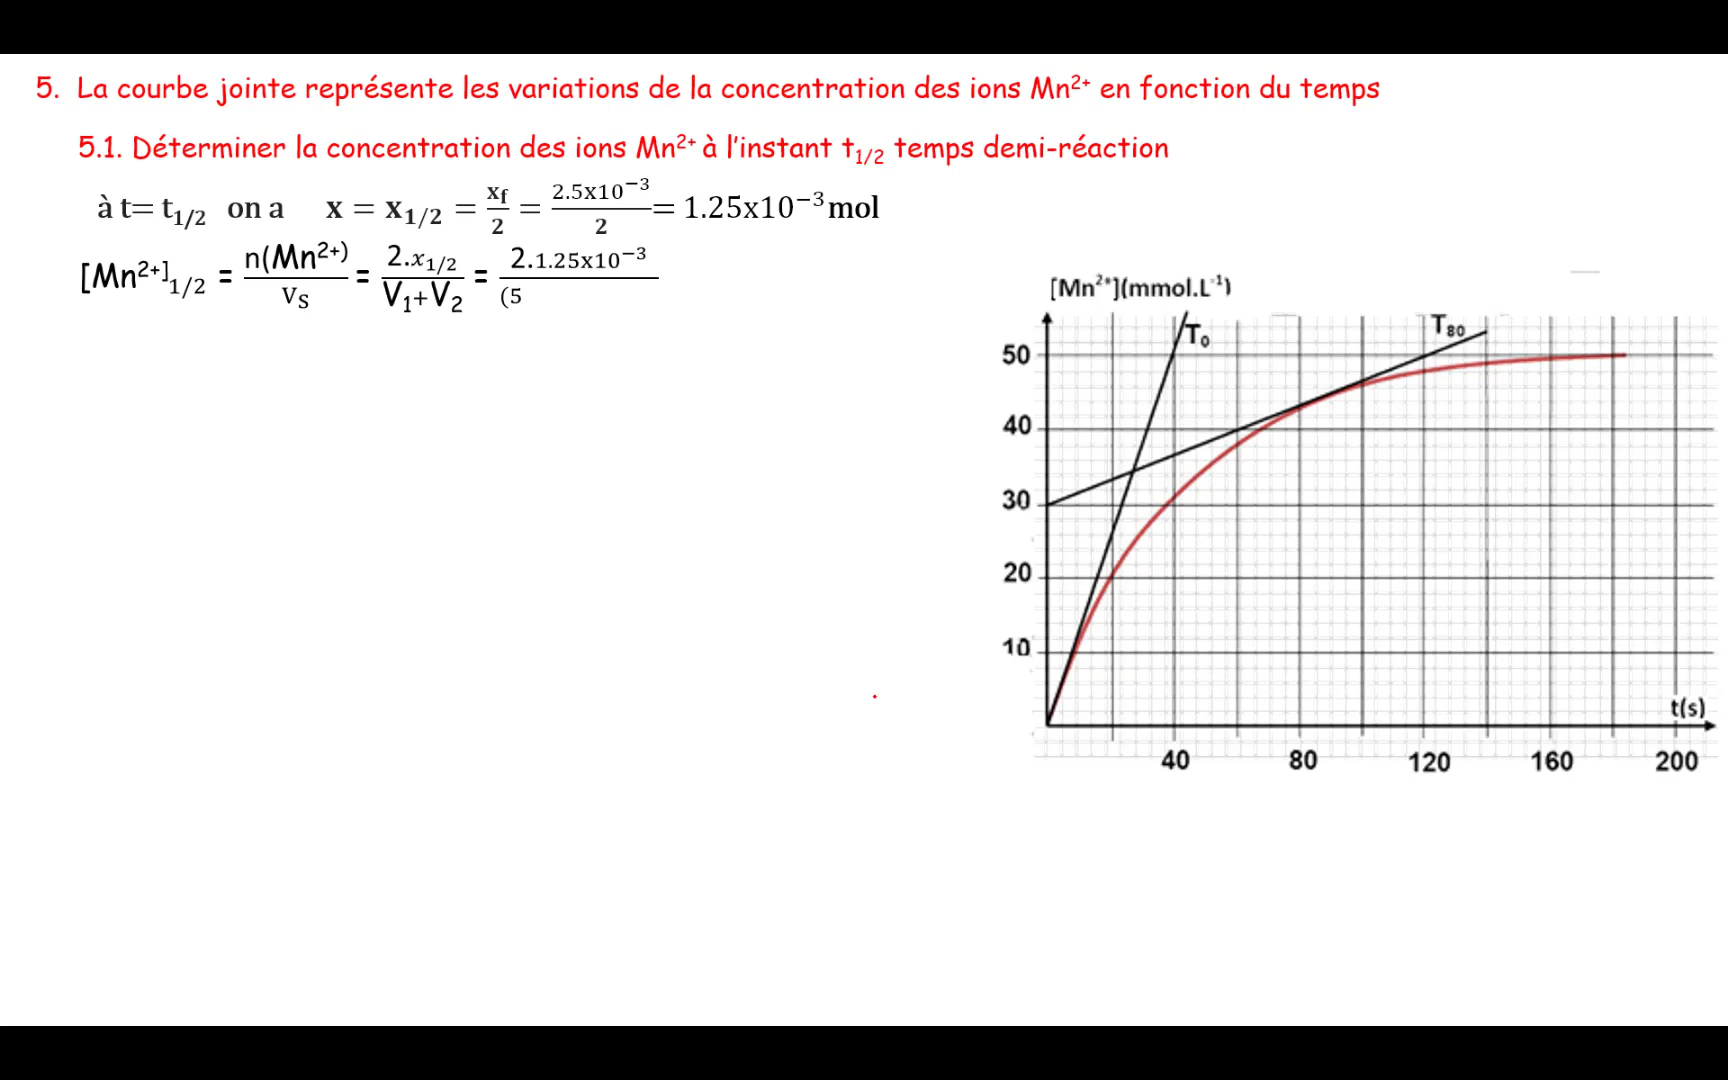 5. La courbe jointe représente les variations de la concentration des ions Mn²⁺ en fonction du temps
5.1. Déterminer la concentration des ions Mn²⁺ à l'instant t₁/₂ temps demi-réaction
à t= t₁/₂ on a x = x₁/₂ = xf/2 = 2.5x10⁻³/2 = 1.25x10⁻³mol
[Mn²⁺]₁/₂ = n(Mn²⁺)/VS = 2.x₁/₂/V₁+V₂ = 2.1.25x10⁻³/(5
[Mn²⁺](mmol.L⁻¹)
T₀
T₈₀
50
40
30
20
10
t(s)
40 80 120 160 200